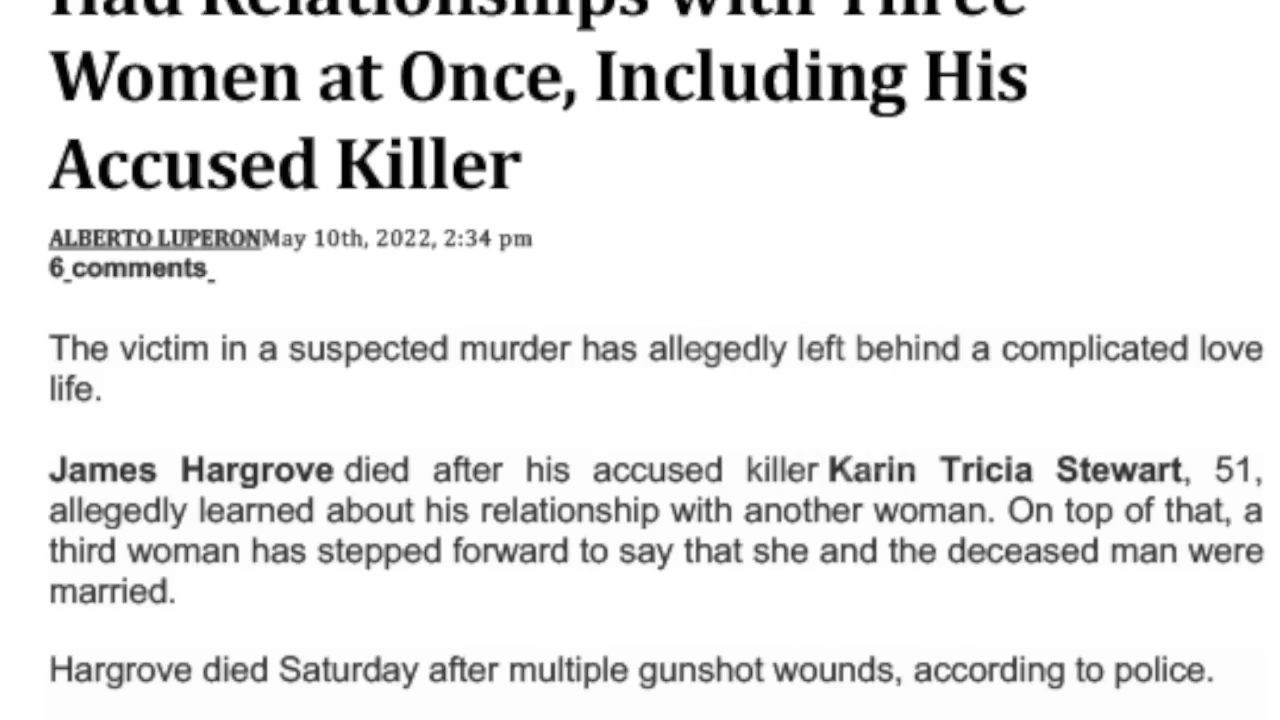 Had Relationships with Three
Women at Once, Including His
Accused Killer
ALBERTO LUPERONMay 10th, 2022, 2:34 pm
6 comments
The victim in a suspected murder has allegedly left behind a complicated love
life.
James Hargrove died after his accused killer Karin Tricia Stewart, 51,
allegedly learned about his relationship with another woman. On top of that, a
third woman has stepped forward to say that she and the deceased man were
married.
Hargrove died Saturday after multiple gunshot wounds, according to police.